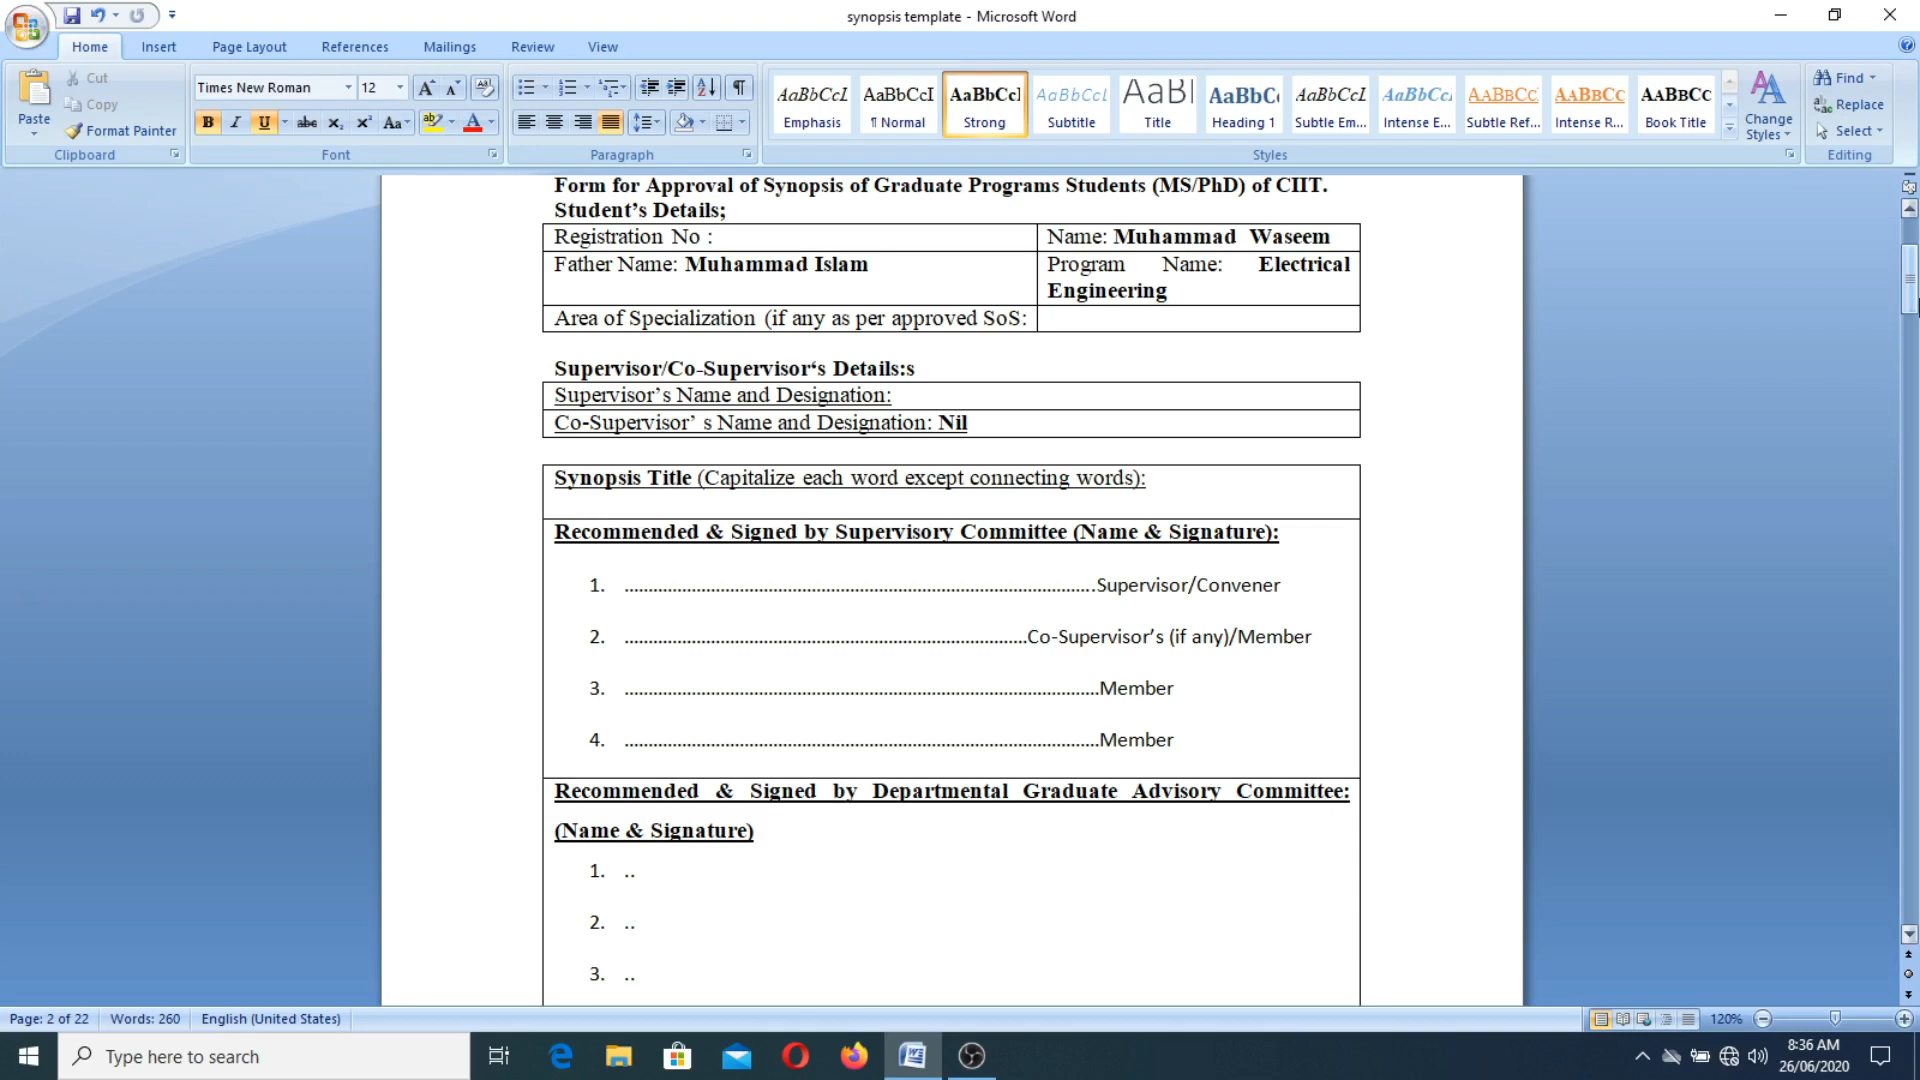 synopsis template - Microsoft Word
Home Insert Page Layout References Mailings Review View
Paste
Cut
Copy
Format Painter
Clipboard
Times New Roman 12
Font
Paragraph
AaBbCcL AaBbCcI AaBbCcI AaBbCcL AaBl AaBbC AaBbCcL AaBbCc AaBbCc AaBbCc AaBbCc
Emphasis ¶ Normal Strong Subtitle Title Heading 1 Subtle Em... Intense E... Subtle Ref... Intense R... Book Title
Change Styles
Styles
Find
Replace
Select
Editing
Form for Approval of Synopsis of Graduate Programs Students (MS/PhD) of CIIT.
Student’s Details;
Registration No :
Name: Muhammad Waseem
Father Name: Muhammad Islam
Program Name: Electrical
Engineering
Area of Specialization (if any as per approved SoS:
Supervisor/Co-Supervisor‘s Details:s
Supervisor’s Name and Designation:
Co-Supervisor’ s Name and Designation: Nil
Synopsis Title (Capitalize each word except connecting words):
Recommended & Signed by Supervisory Committee (Name & Signature):
1. ............................................................................................Supervisor/Convener
2. ...............................................................................Co-Supervisor’s (if any)/Member
3. .............................................................................................Member
4. .............................................................................................Member
Recommended & Signed by Departmental Graduate Advisory Committee:
(Name & Signature)
1. ..
2. ..
3. ..
Page: 2 of 22 Words: 260 English (United States) 120%
Type here to search
8:36 AM
26/06/2020